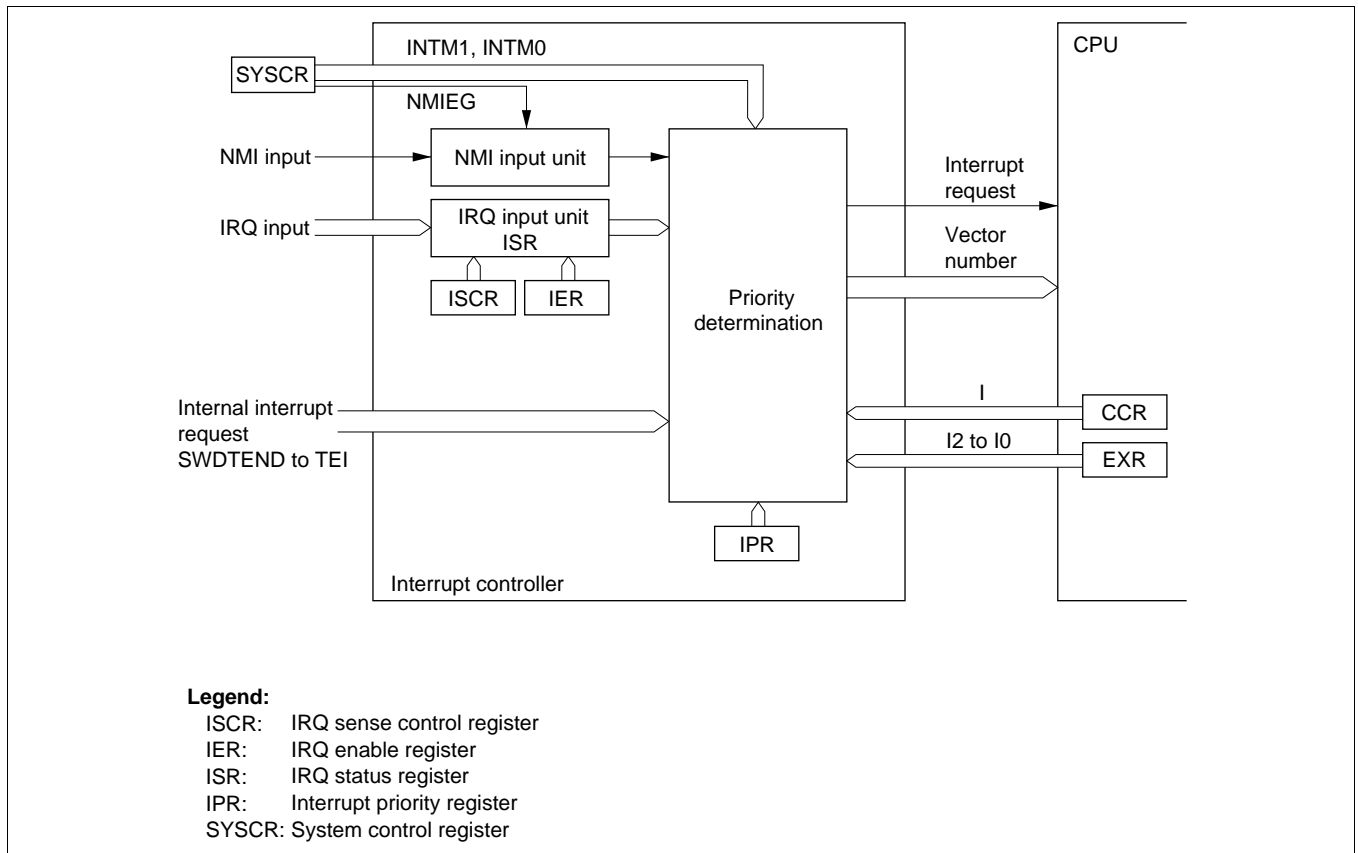 INTM1, INTM0
CPU
SYSCR
NMIEG
NMI input
NMI input unit
Interrupt
request
IRQ input
IRQ input unit
ISR
Vector
number
ISCR
IER
Priority
determination
Internal interrupt
request
SWDTEND to TEI
I
CCR
I2 to I0
EXR
IPR
Interrupt controller
Legend:
ISCR: IRQ sense control register
IER: IRQ enable register
ISR: IRQ status register
IPR: Interrupt priority register
SYSCR: System control register